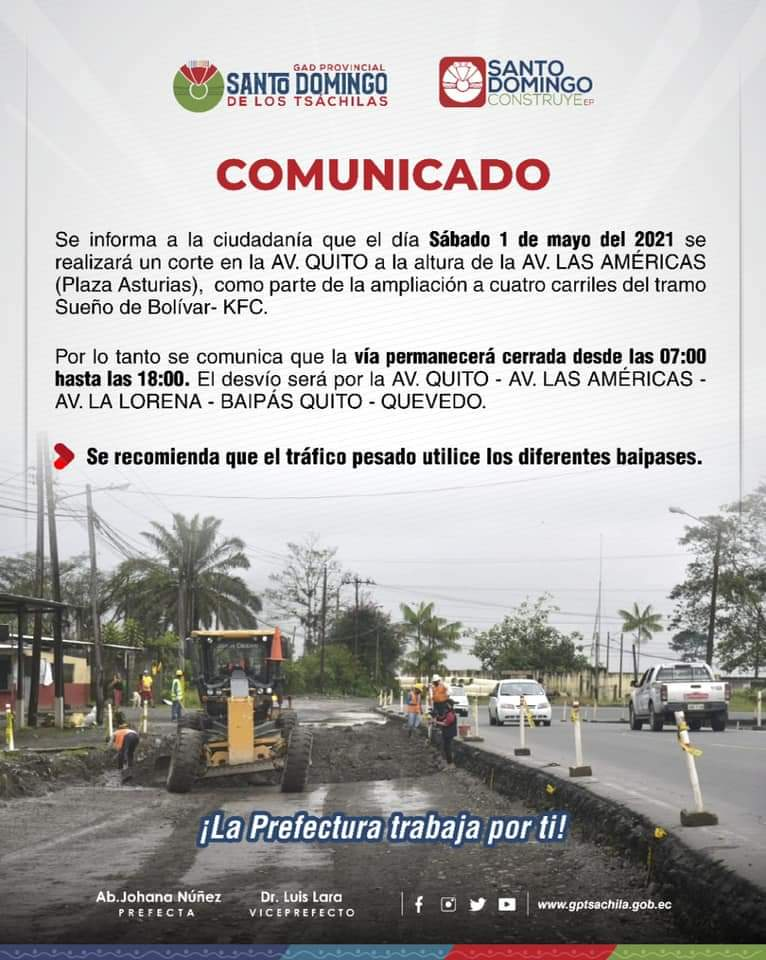 GAD PROVINCIAL
SANTO DOMINGO
DE LOS TSÁCHILAS
SANTO
DOMINGO
CONSTRUYE EP
COMUNICADO
Se informa a la ciudadanía que el día Sábado 1 de mayo del 2021 se
realizará un corte en la AV. QUITO a la altura de la AV. LAS AMÉRICAS
(Plaza Asturias), como parte de la ampliación a cuatro carriles del tramo
Sueño de Bolívar- KFC.
Por lo tanto se comunica que la vía permanecerá cerrada desde las 07:00
hasta las 18:00. El desvío será por la AV. QUITO - AV. LAS AMÉRICAS -
AV. LA LORENA - BAIPÁS QUITO - QUEVEDO.
Se recomienda que el tráfico pesado utilice los diferentes baipases.
¡La Prefectura trabaja por ti!
Ab.Johana Núñez
PREFECTA
Dr. Luis Lara
VICEPREFECTO
www.gptsachila.gob.ec